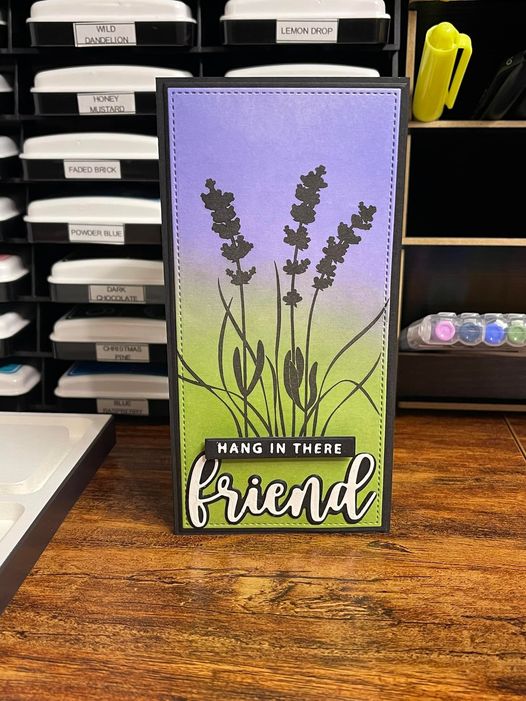 WILD
DANDELION
LEMON DROP
HONEY
MUSTARD
FADED BRICK
POWDER BLUE
DARK
CHOCOLATE
CHRISTMAS
PINE
BLUE
RASPBERRY
HANG IN THERE
friend